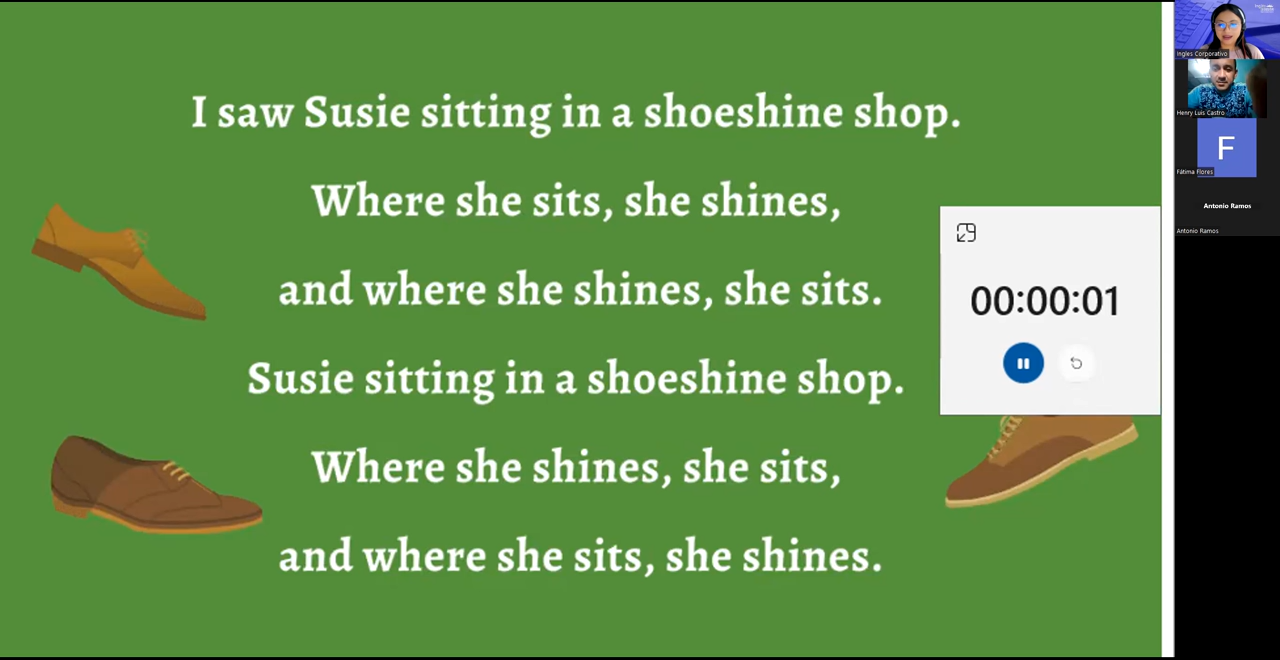 I saw Susie sitting in a shoeshine shop.
Where she sits, she shines,
and where she shines, she sits.
Susie sitting in a shoeshine shop.
Where she shines, she sits,
and where she sits, she shines.
00:00:01
Ingles Corporativo
Henry Luis Castro
F
Fátima Flores
Antonio Ramos
Antonio Ramos